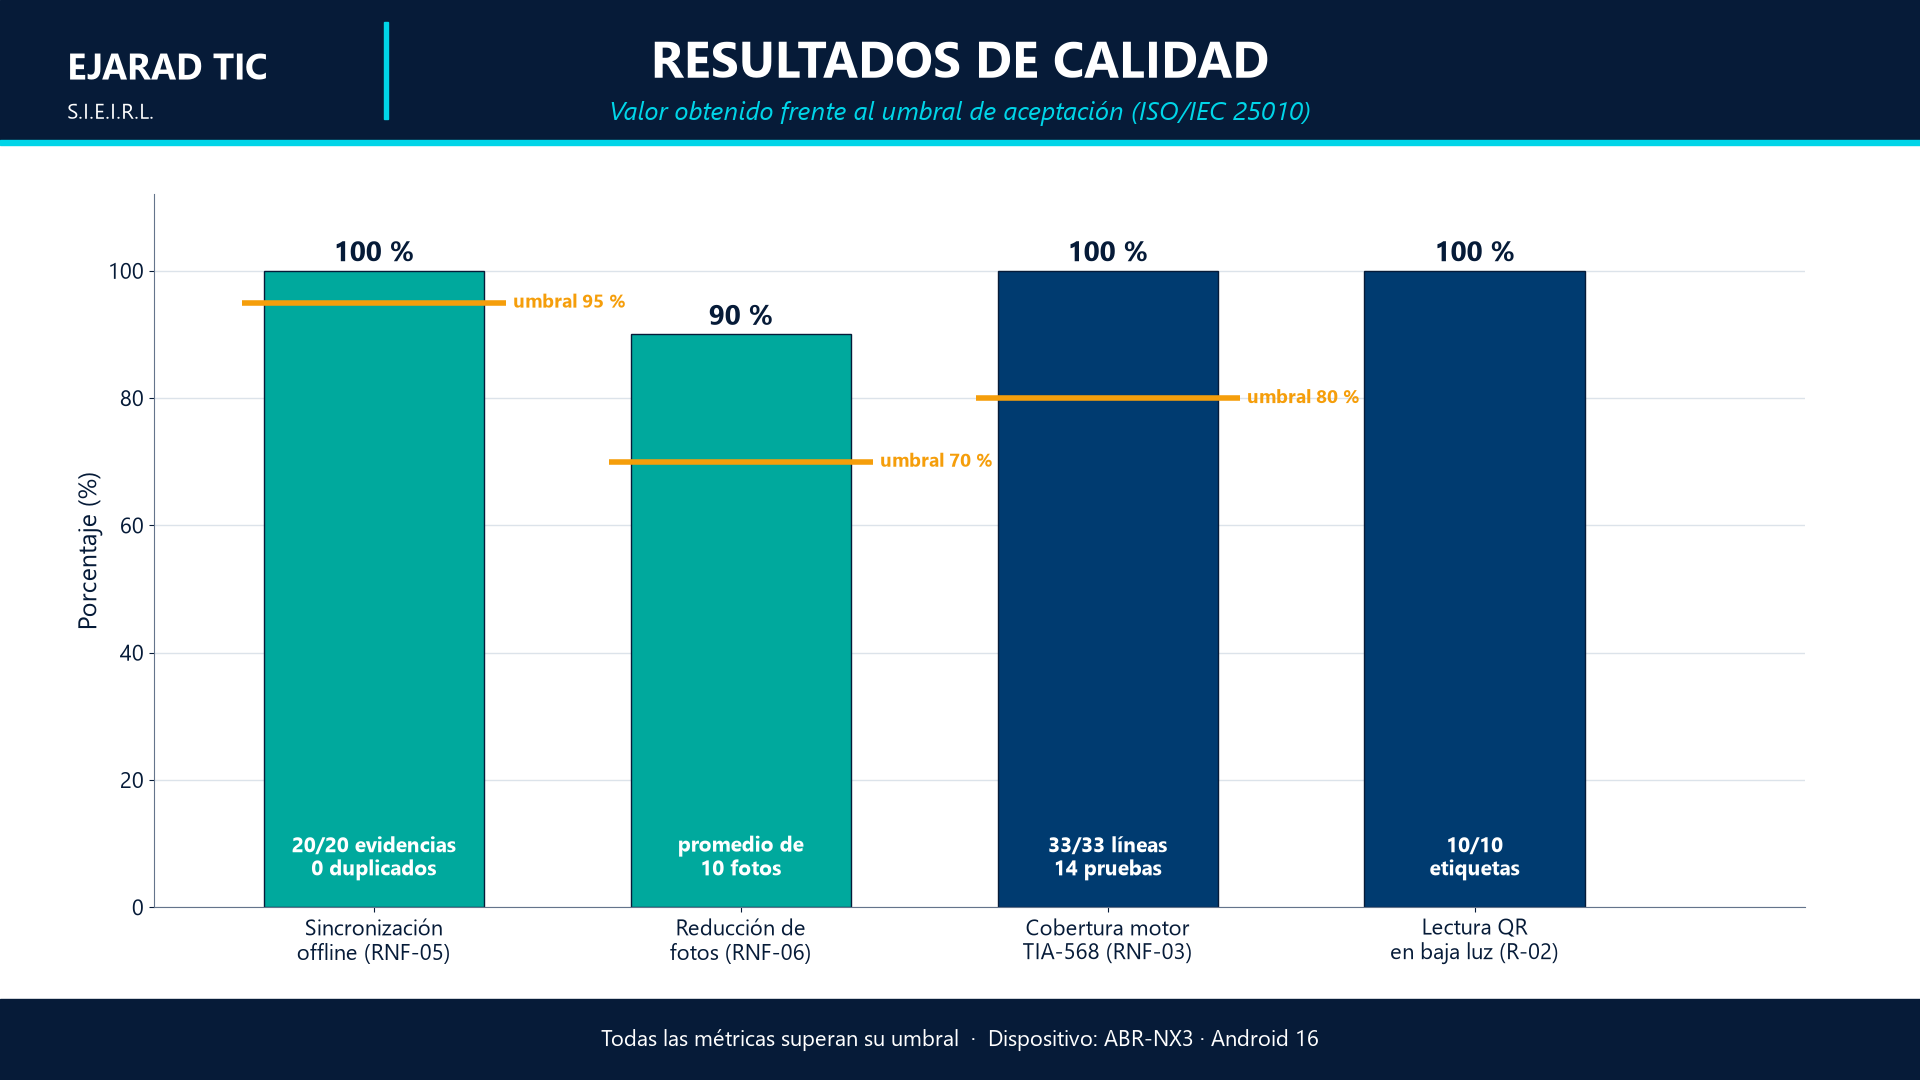 EJARAD TIC
S.I.E.I.R.L.
RESULTADOS DE CALIDAD
Valor obtenido frente al umbral de aceptación (ISO/IEC 25010)
Porcentaje (%)
100
80
60
40
20
0
100 %
umbral 95 %
20/20 evidencias
0 duplicados
Sincronización
offline (RNF-05)
90 %
umbral 70 %
promedio de
10 fotos
Reducción de
fotos (RNF-06)
100 %
umbral 80 %
33/33 líneas
14 pruebas
Cobertura motor
TIA-568 (RNF-03)
100 %
10/10
etiquetas
Lectura QR
en baja luz (R-02)
Todas las métricas superan su umbral · Dispositivo: ABR-NX3 · Android 16